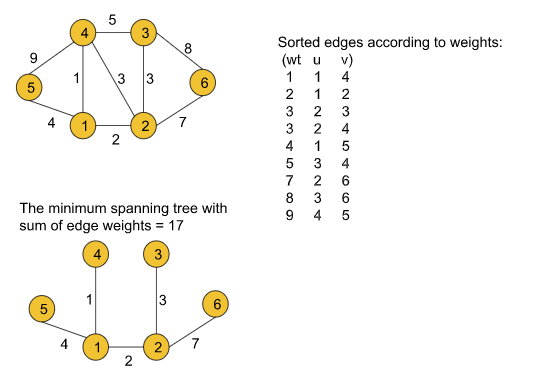 5
4
3
9
8
1
3
3
5
6
4
1
2
2
7
Sorted edges according to weights:
(wt u v)
1 1 4
2 1 2
3 2 3
3 2 4
4 1 5
5 3 4
7 2 6
8 3 6
9 4 5
The minimum spanning tree with
sum of edge weights = 17
4
3
1
3
5
6
4
1
2
2
7